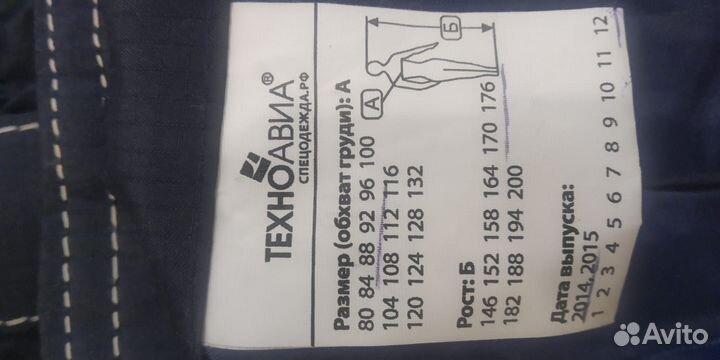 ТЕХНОАВИА®
СПЕЦОДЕЖДА.РФ
Размер (обхват груди): А
80 84 88 92 96 100
104 108 112 116
120 124 128 132
Рост: Б
146 152 158 164 170 176
182 188 194 200
Дата выпуска:
2014, 2015
1 2 3 4 5 6 7 8 9 10 11 12
А
Б
Avito